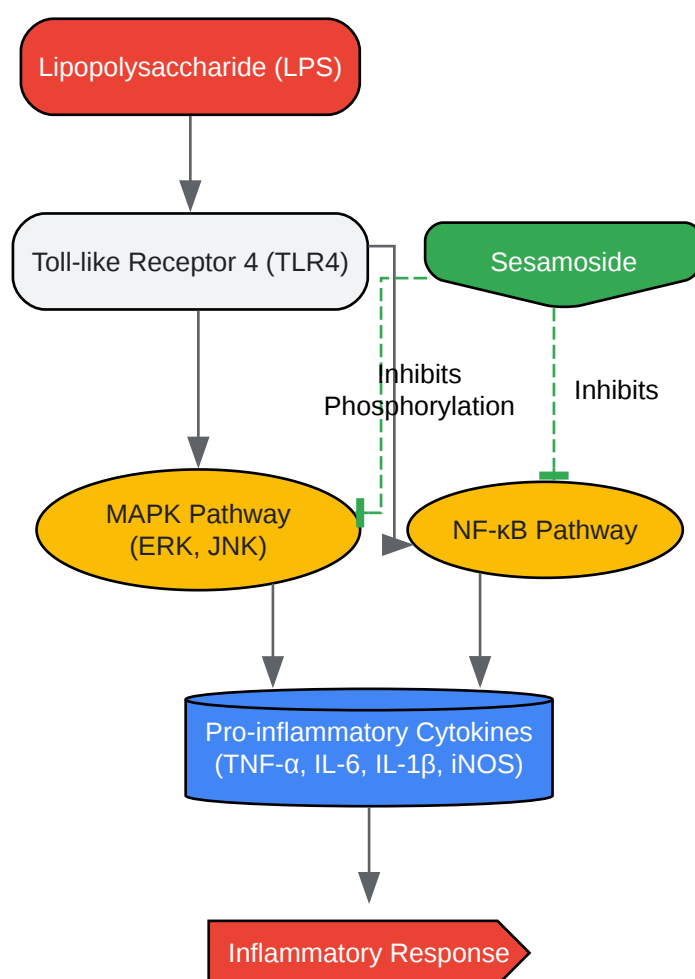 Lipopolysaccharide (LPS)
Toll-like Receptor 4 (TLR4)
Sesamoside
Inhibits
Phosphorylation
Inhibits
MAPK Pathway
(ERK, JNK)
NF-κB Pathway
Pro-inflammatory Cytokines
(TNF-α, IL-6, IL-1β, iNOS)
Inflammatory Response